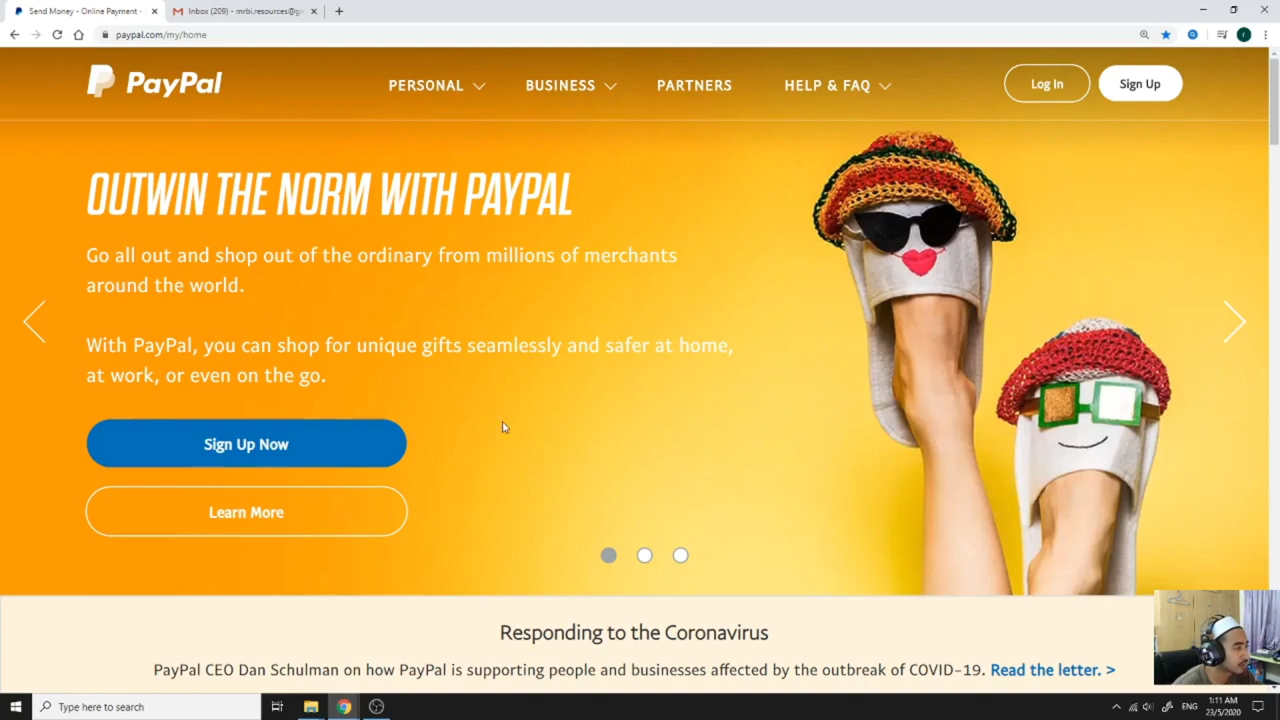 Send Money - Online Payment -
Inbox (209) - mrbi.resources@g
paypal.com/my/home
PayPal
PERSONAL
BUSINESS
PARTNERS
HELP & FAQ
Log In
Sign Up
OUTWIN THE NORM WITH PAYPAL
Go all out and shop out of the ordinary from millions of merchants
around the world.
With PayPal, you can shop for unique gifts seamlessly and safer at home,
at work, or even on the go.
Sign Up Now
Learn More
Responding to the Coronavirus
PayPal CEO Dan Schulman on how PayPal is supporting people and businesses affected by the outbreak of COVID-19. Read the letter. >
Type here to search
ENG
1:11 AM
23/5/2020